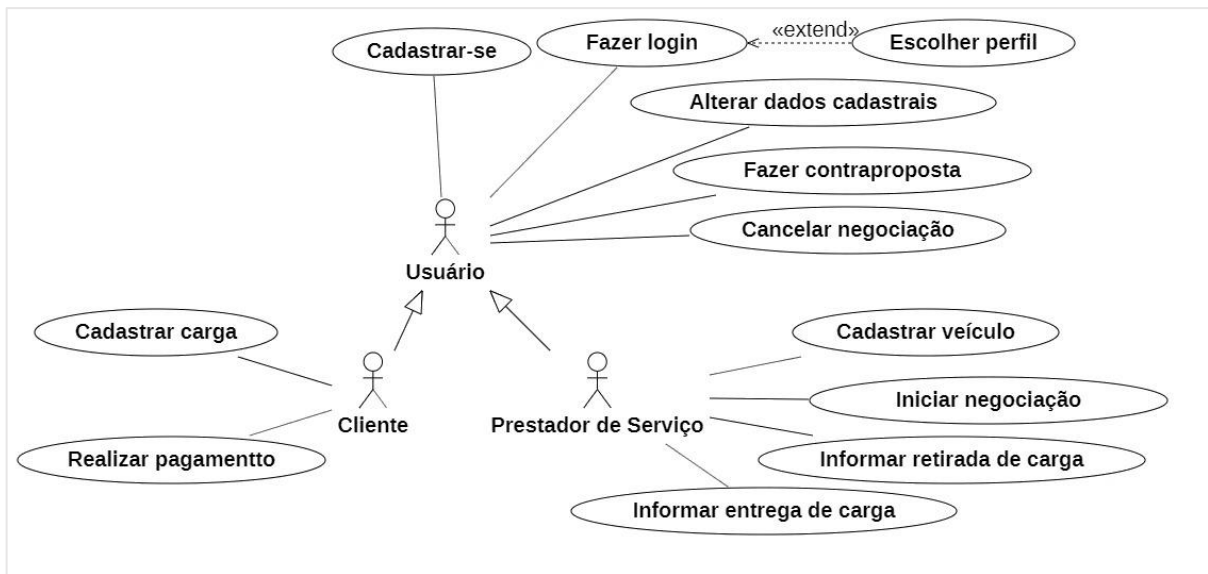 Cadastrar-se
Fazer login
«extend»
Escolher perfil
Alterar dados cadastrais
Fazer contraproposta
Cancelar negociação
Usuário
Cadastrar carga
Cadastrar veículo
Iniciar negociação
Cliente
Prestador de Serviço
Realizar pagamentto
Informar retirada de carga
Informar entrega de carga